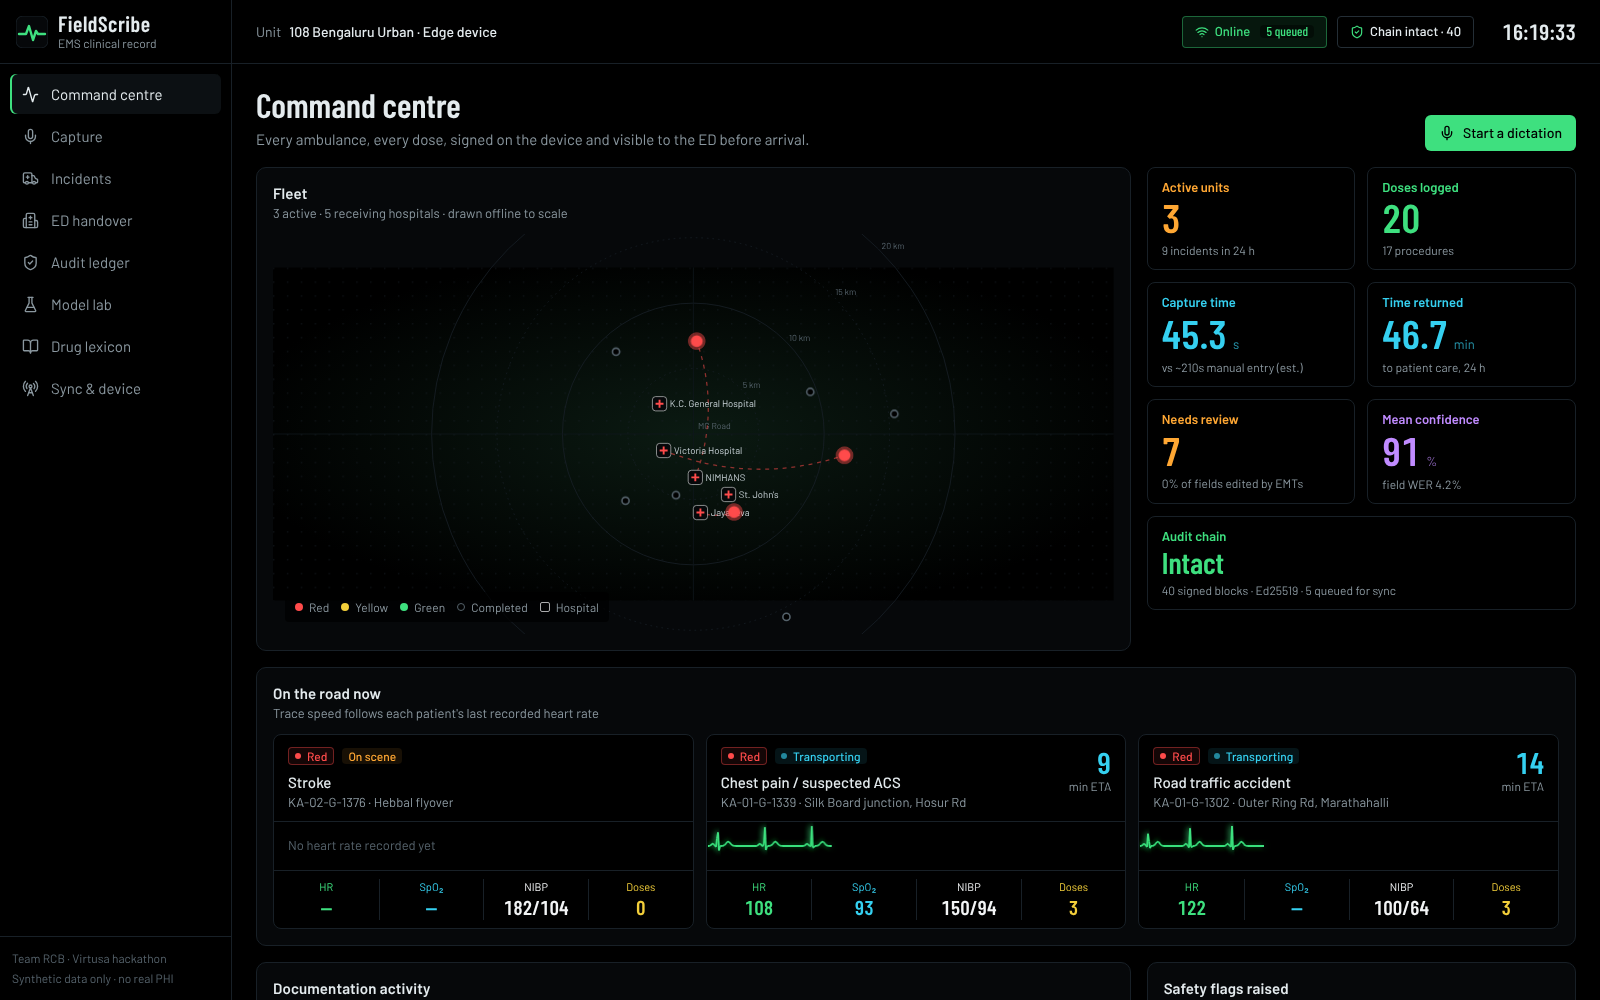 FieldScribe
EMS clinical record
Unit 108 Bengaluru Urban · Edge device
Online 5 queued
Chain intact · 40
16:19:33
Command centre
Capture
Incidents
ED handover
Audit ledger
Model lab
Drug lexicon
Sync & device
Team RCB · Virtusa hackathon
Synthetic data only · no real PHI
Command centre
Every ambulance, every dose, signed on the device and visible to the ED before arrival.
Start a dictation
Fleet
3 active · 5 receiving hospitals · drawn offline to scale
20 km
15 km
10 km
5 km
K.C. General Hospital
MG Road
Victoria Hospital
NIMHANS
St. John's
Red Yellow Green Completed Hospital
Active units
3
9 incidents in 24 h
Doses logged
20
17 procedures
Capture time
45.3 s
vs ~210s manual entry (est.)
Time returned
46.7 min
to patient care, 24 h
Needs review
7
0% of fields edited by EMTs
Mean confidence
91 %
field WER 4.2%
Audit chain
Intact
40 signed blocks · Ed25519 · 5 queued for sync
On the road now
Trace speed follows each patient's last recorded heart rate
Red On scene
Stroke
KA-02-G-1376 · Hebbal flyover
No heart rate recorded yet
HR SpO₂ NIBP Doses
– – 182/104 0
Red Transporting
9
min ETA
Chest pain / suspected ACS
KA-01-G-1339 · Silk Board junction, Hosur Rd
HR SpO₂ NIBP Doses
108 93 150/94 3
Red Transporting
14
min ETA
Road traffic accident
KA-01-G-1302 · Outer Ring Rd, Marathahalli
HR SpO₂ NIBP Doses
122 – 100/64 3
Documentation activity
Safety flags raised